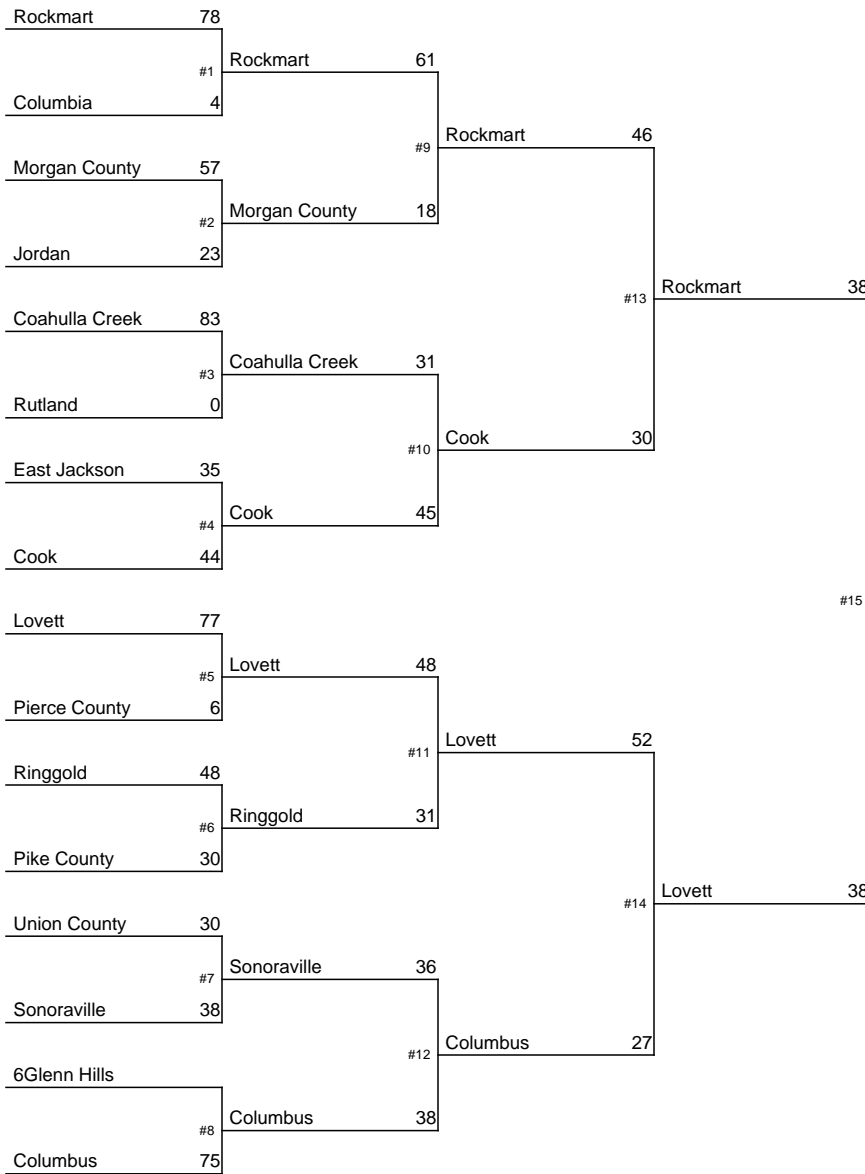 Rockmart 78
#1 Rockmart 61
Columbia 4
#9 Rockmart 46
Morgan County 57
#2 Morgan County 18
Jordan 23
#13 Rockmart 38
Coahulla Creek 83
#3 Coahulla Creek 31
Rutland 0
#10 Cook 30
East Jackson 35
#4 Cook 45
Cook 44
#15
Lovett 77
#5 Lovett 48
Pierce County 6
#11 Lovett 52
Ringgold 48
#6 Ringgold 31
Pike County 30
#14 Lovett 38
Union County 30
#7 Sonoraville 36
Sonoraville 38
#12 Columbus 27
6Glenn Hills
#8 Columbus 38
Columbus 75